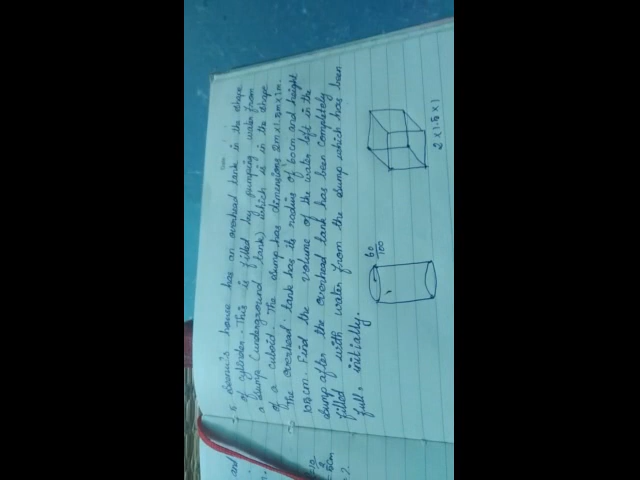 5 Seenu's house has an overhead tank in the shape
of cylinder. This is filled by pumping water from
a sump (underground tank) which is in the shape
of a cuboid. The sump has dimensions 2m x 1.5m x 1m.
The overhead tank has its radius of 60cm and height
cm. Find the volume of the water left in the
sump after the overhead tank has been completely
filled with water from the sump which has been
full, initially.
60
100
2 x 1.5 x 1
and